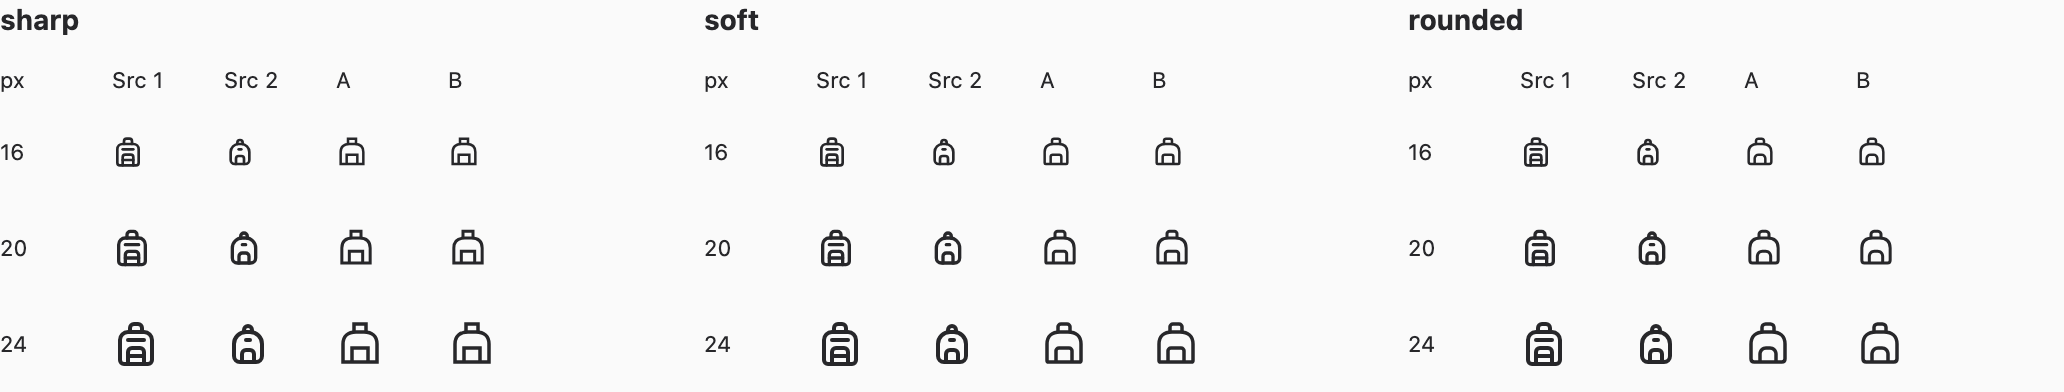 sharp soft rounded
px Src 1 Src 2 A B px Src 1 Src 2 A B px Src 1 Src 2 A B
16 16 16
20 20 20
24 24 24